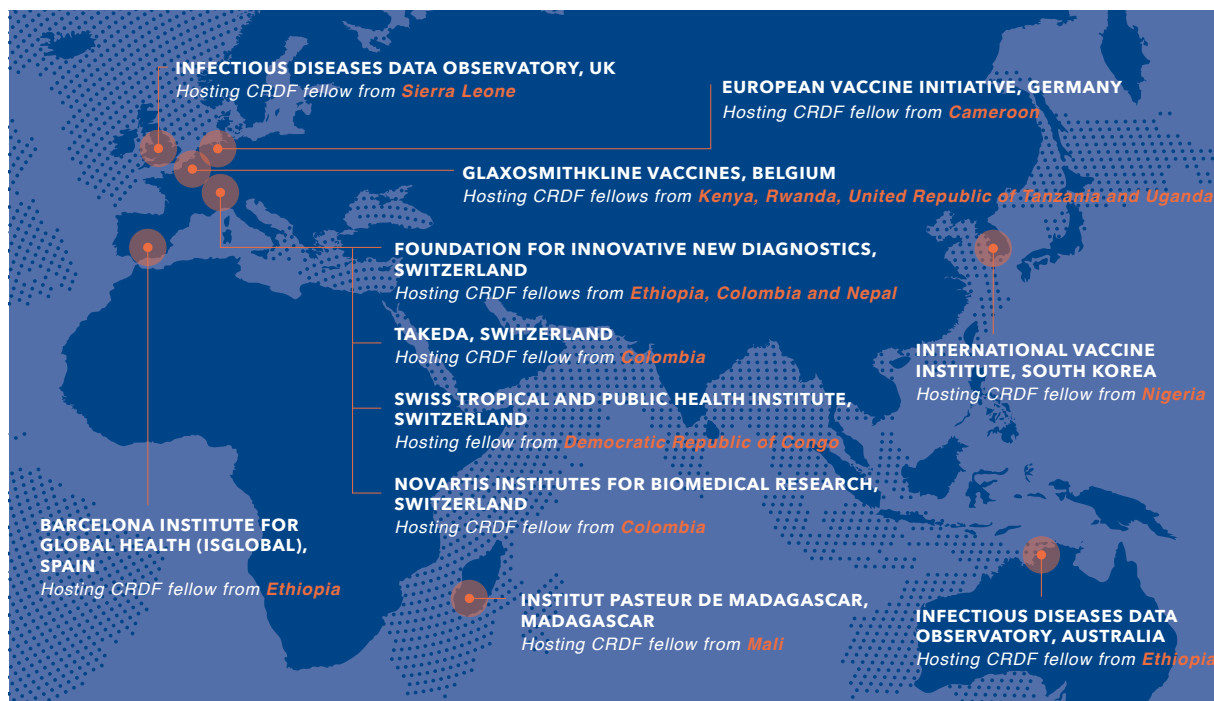 INFECTIOUS DISEASES DATA OBSERVATORY, UK
Hosting CRDF fellow from Sierra Leone
EUROPEAN VACCINE INITIATIVE, GERMANY
Hosting CRDF fellow from Cameroon
GLAXOSMITHKLINE VACCINES, BELGIUM
Hosting CRDF fellows from Kenya, Rwanda, United Republic of Tanzania and Uganda
FOUNDATION FOR INNOVATIVE NEW DIAGNOSTICS,
SWITZERLAND
Hosting CRDF fellows from Ethiopia, Colombia and Nepal
TAKEDA, SWITZERLAND
Hosting CRDF fellow from Colombia
SWISS TROPICAL AND PUBLIC HEALTH INSTITUTE,
SWITZERLAND
Hosting fellow from Democratic Republic of Congo
NOVARTIS INSTITUTES FOR BIOMEDICAL RESEARCH,
SWITZERLAND
Hosting CRDF fellow from Colombia
INTERNATIONAL VACCINE
INSTITUTE, SOUTH KOREA
Hosting CRDF fellow from Nigeria
BARCELONA INSTITUTE FOR
GLOBAL HEALTH (ISGLOBAL),
SPAIN
Hosting CRDF fellow from Ethiopia
INSTITUT PASTEUR DE MADAGASCAR,
MADAGASCAR
Hosting CRDF fellow from Mali
INFECTIOUS DISEASES DATA
OBSERVATORY, AUSTRALIA
Hosting CRDF fellow from Ethiopia